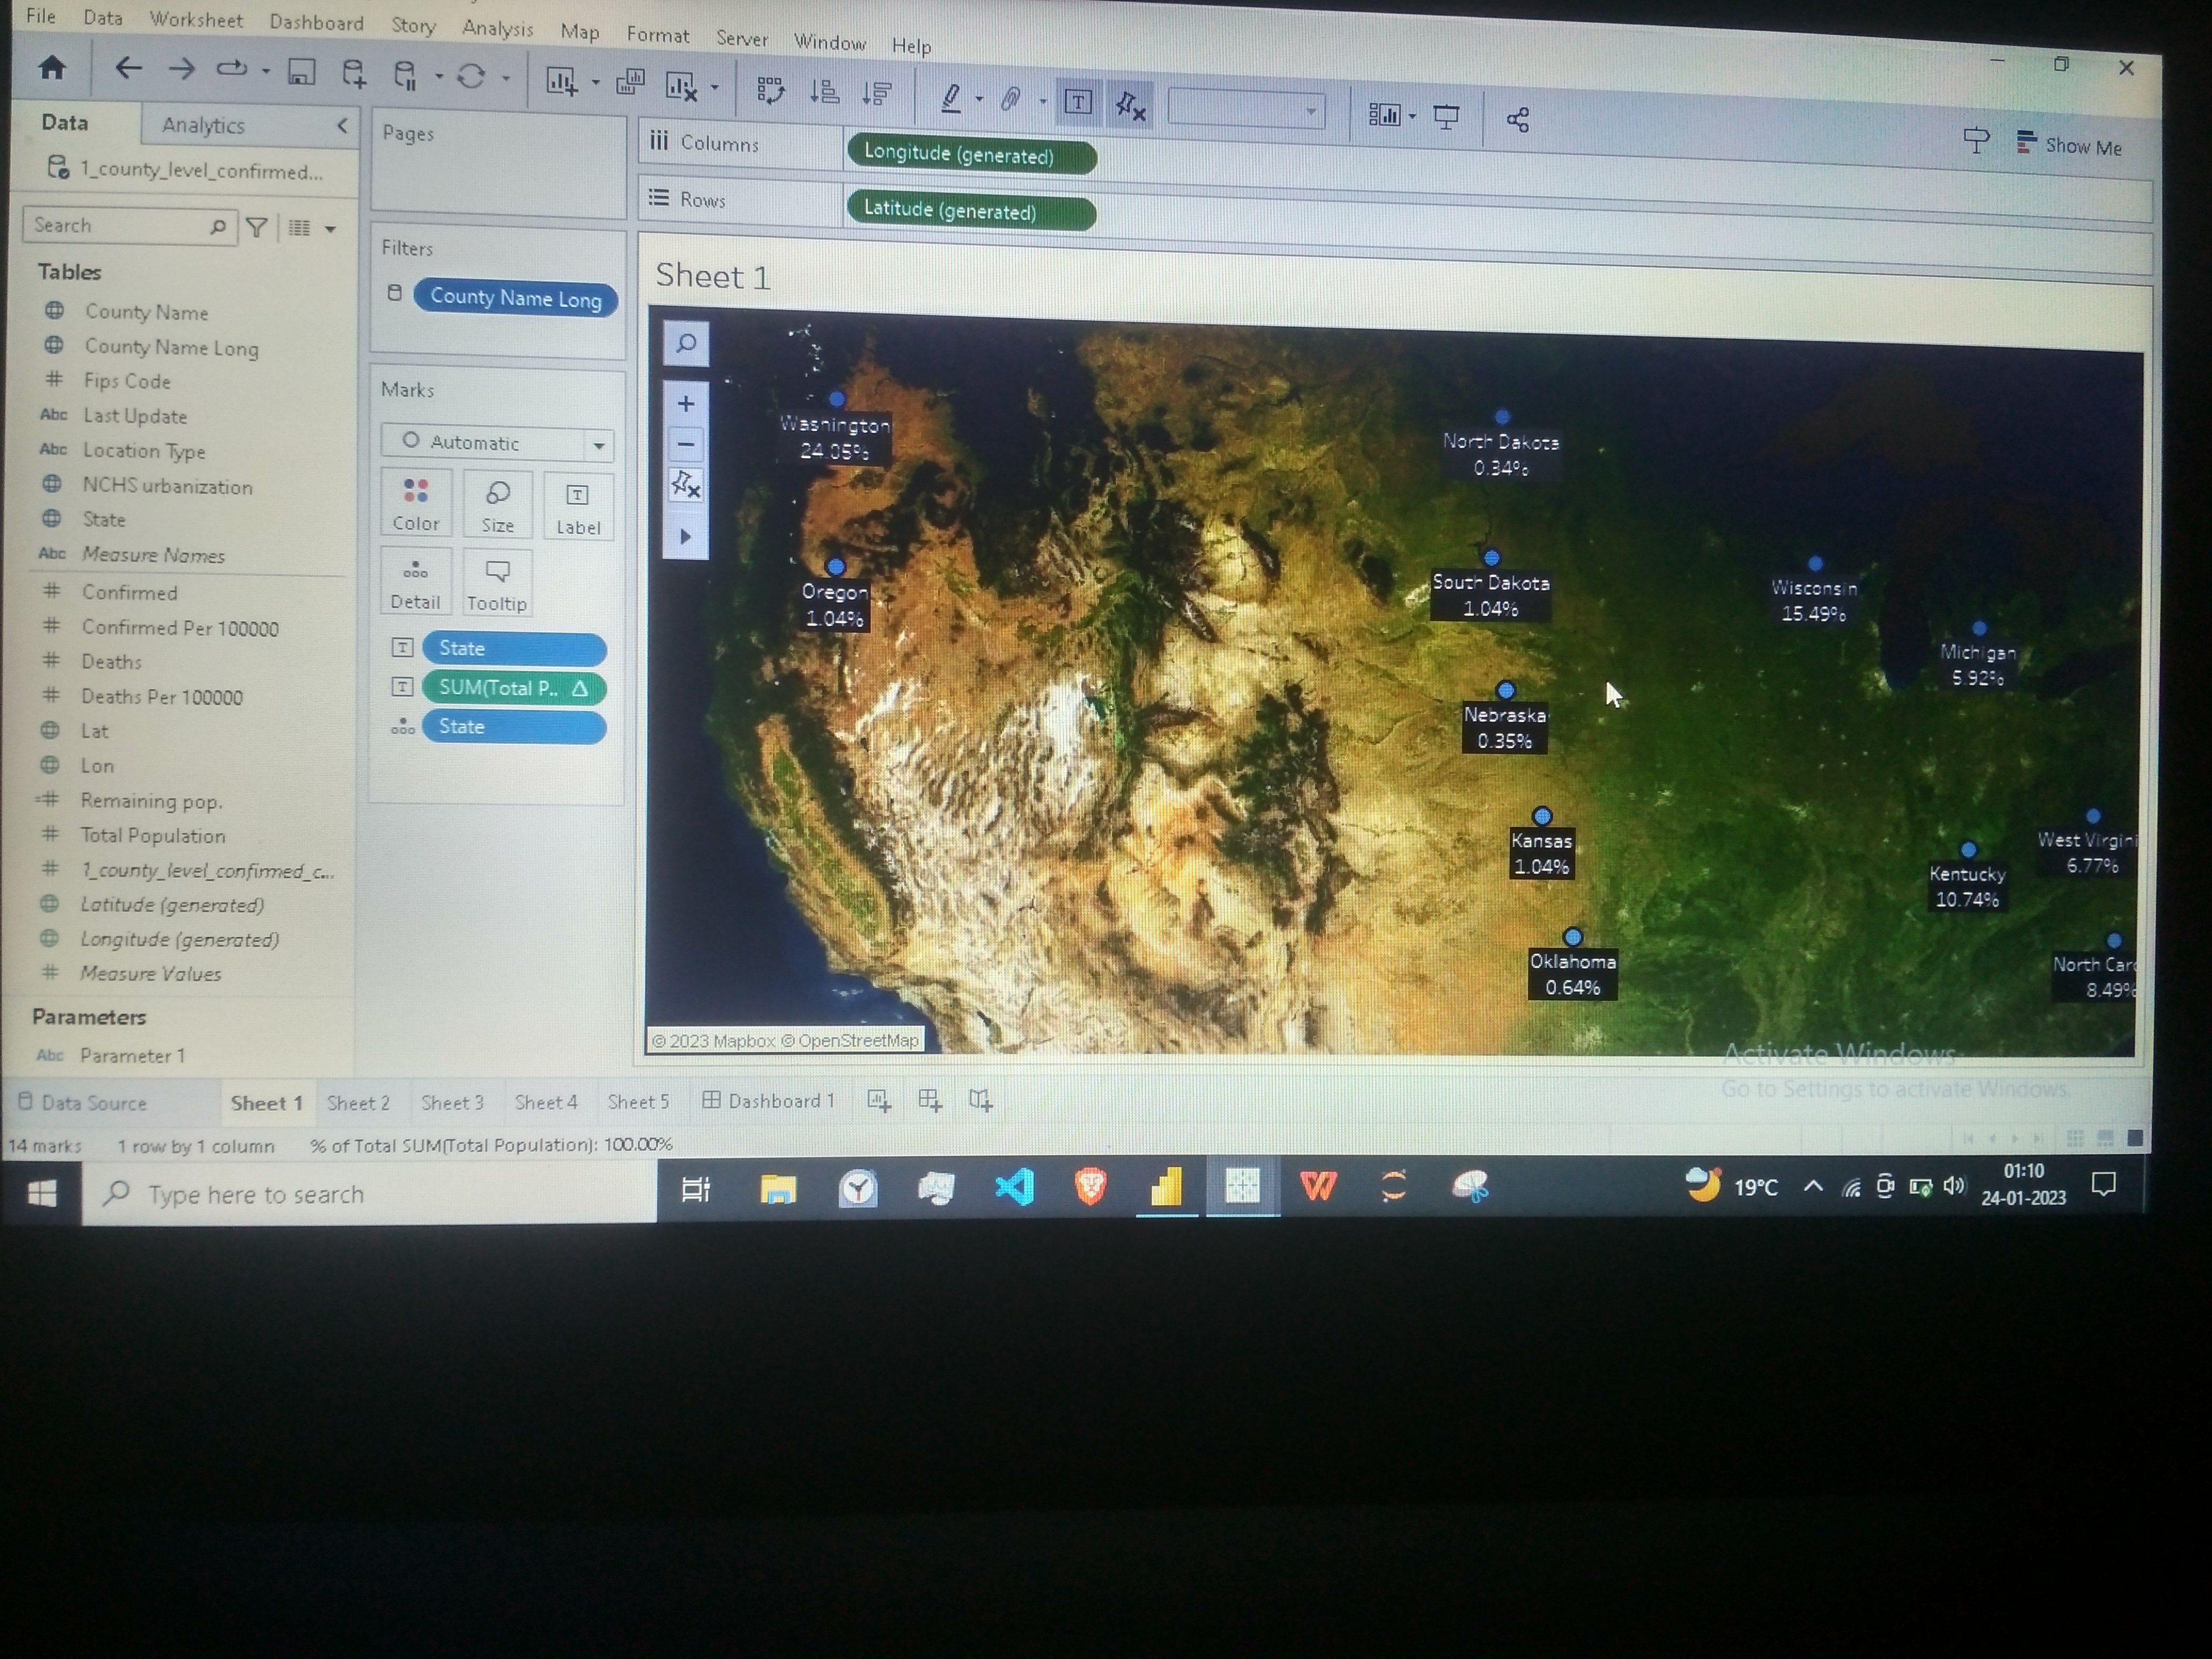 File Data Worksheet Dashboard Story Analysis Map Format Server Window Help
Data Analytics
1_county_level_confirmed...
Search
Tables
County Name
County Name Long
Fips Code
Abc Last Update
Abc Location Type
NCHS urbanization
State
Abc Measure Names
Confirmed
Confirmed Per 100000
Deaths
Deaths Per 100000
Lat
Lon
Remaining pop.
Total Population
1_county_level_confirmed_c...
Latitude (generated)
Longitude (generated)
Measure Values
Parameters
Abc Parameter 1
Pages
Filters
County Name Long
Marks
Automatic
Color Size Label
Detail Tooltip
State
SUM(Total P..
State
Columns Longitude (generated)
Rows Latitude (generated)
Show Me
Sheet 1
Washington
24.05%
North Dakota
0.34%
Oregon
1.04%
South Dakota
1.04%
Wisconsin
15.49%
Michigan
5.92%
Nebraska
0.35%
Kansas
1.04%
West Virgini
6.77%
Kentucky
10.74%
Oklahoma
0.64%
North Car
8.49%
© 2023 Mapbox © OpenStreetMap
Activate Windows
Go to Settings to activate Windows.
Data Source Sheet 1 Sheet 2 Sheet 3 Sheet 4 Sheet 5 Dashboard 1
14 marks 1 row by 1 column % of Total SUM(Total Population): 100.00%
Type here to search
19°C
01:10
24-01-2023